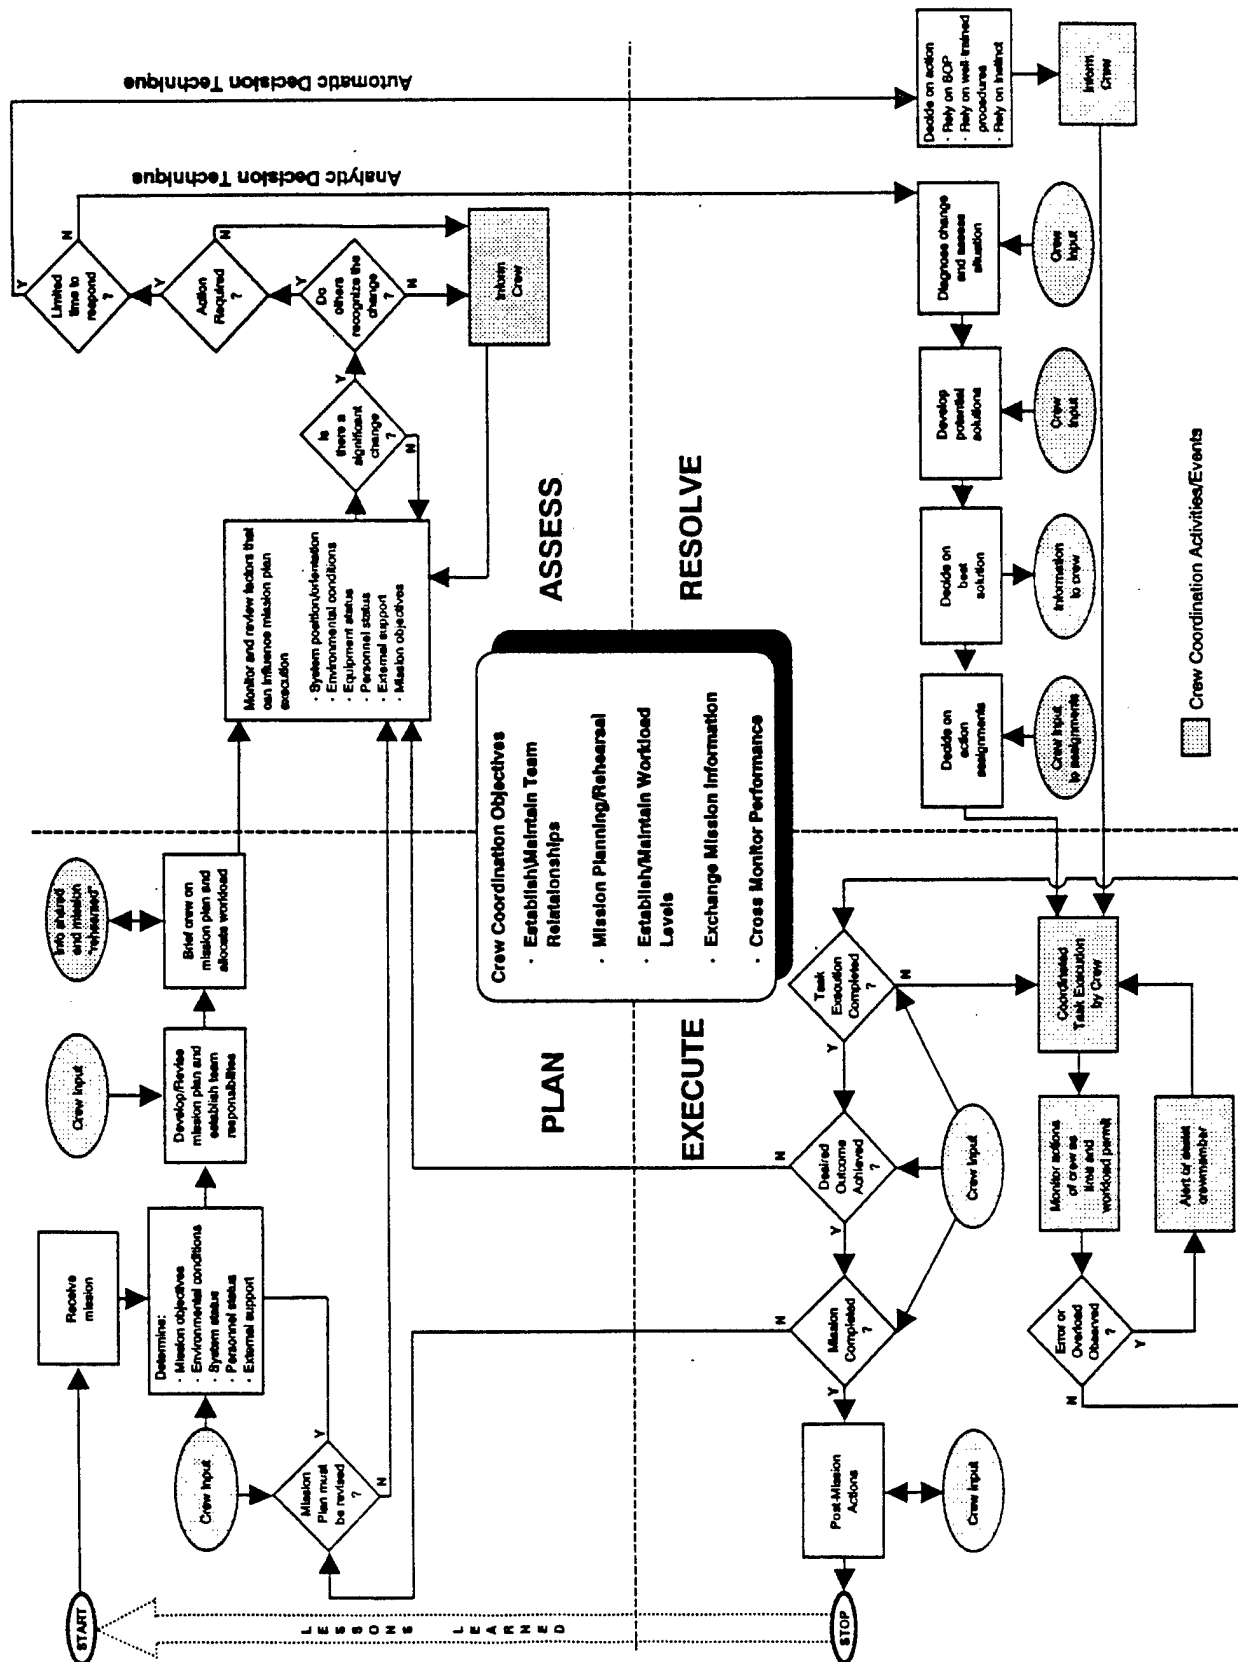 START
Receive
mission
Determine:
· Mission objectives
· Environmental conditions
· System status
· Personnel status
· External support
Crew Input
Mission
Plan must
be revised
?
Y
N
Crew Input
Develop/Revise
mission plan and
establish team
responsibilites
Info shared
and mission
"rehearsed"
Brief crew on
mission plan and
allocate workload
PLAN
Monitor and review factors that
can influence mission plan
execution
· System position/orientation
· Environmental conditions
· Equipment status
· Personnel status
· External support
· Mission objectives
Is
there a
significant
change
?
Y
N
Do
others
recognize the
change
?
Y
N
Action
Required
?
Y
N
Limited
time to
respond
?
Y
N
Inform
Crew
ASSESS
Analytic Decision Technique
Automatic Decision Technique
Crew Coordination Objectives
· Establish\Maintain Team
Relatalonships
· Mission Planning/Rehearsal
· Establish/Maintain Workload
Levels
· Exchange Mission Information
· Cross Monitor Performance
RESOLVE
Decide on action
· Rely on SOP
· Rely on well-trained
procedures
· Rely on Instinct
Inform
Crew
Diagnose change
and assess
situation
Crew
Input
Develop
potential
solutions
Crew
Input
Decide on
best
solution
Information
to crew
Decide on
action
assignments
Crew Input
to assignments
Crew Coordination Activities/Events
EXECUTE
Task
Execution
Completed
?
Y
N
Desired
Outcome
Achieved
?
Y
N
Mission
Completed
?
Y
N
Crew Input
Coordinated
Task Execution
by Crew
Monitor actions
of crew as
time and
workload permit
Alert or assist
crewmember
Error or
Overload
Observed
?
N
Y
Post-Mission
Actions
Crew Input
STOP
LESSONS LEARNED